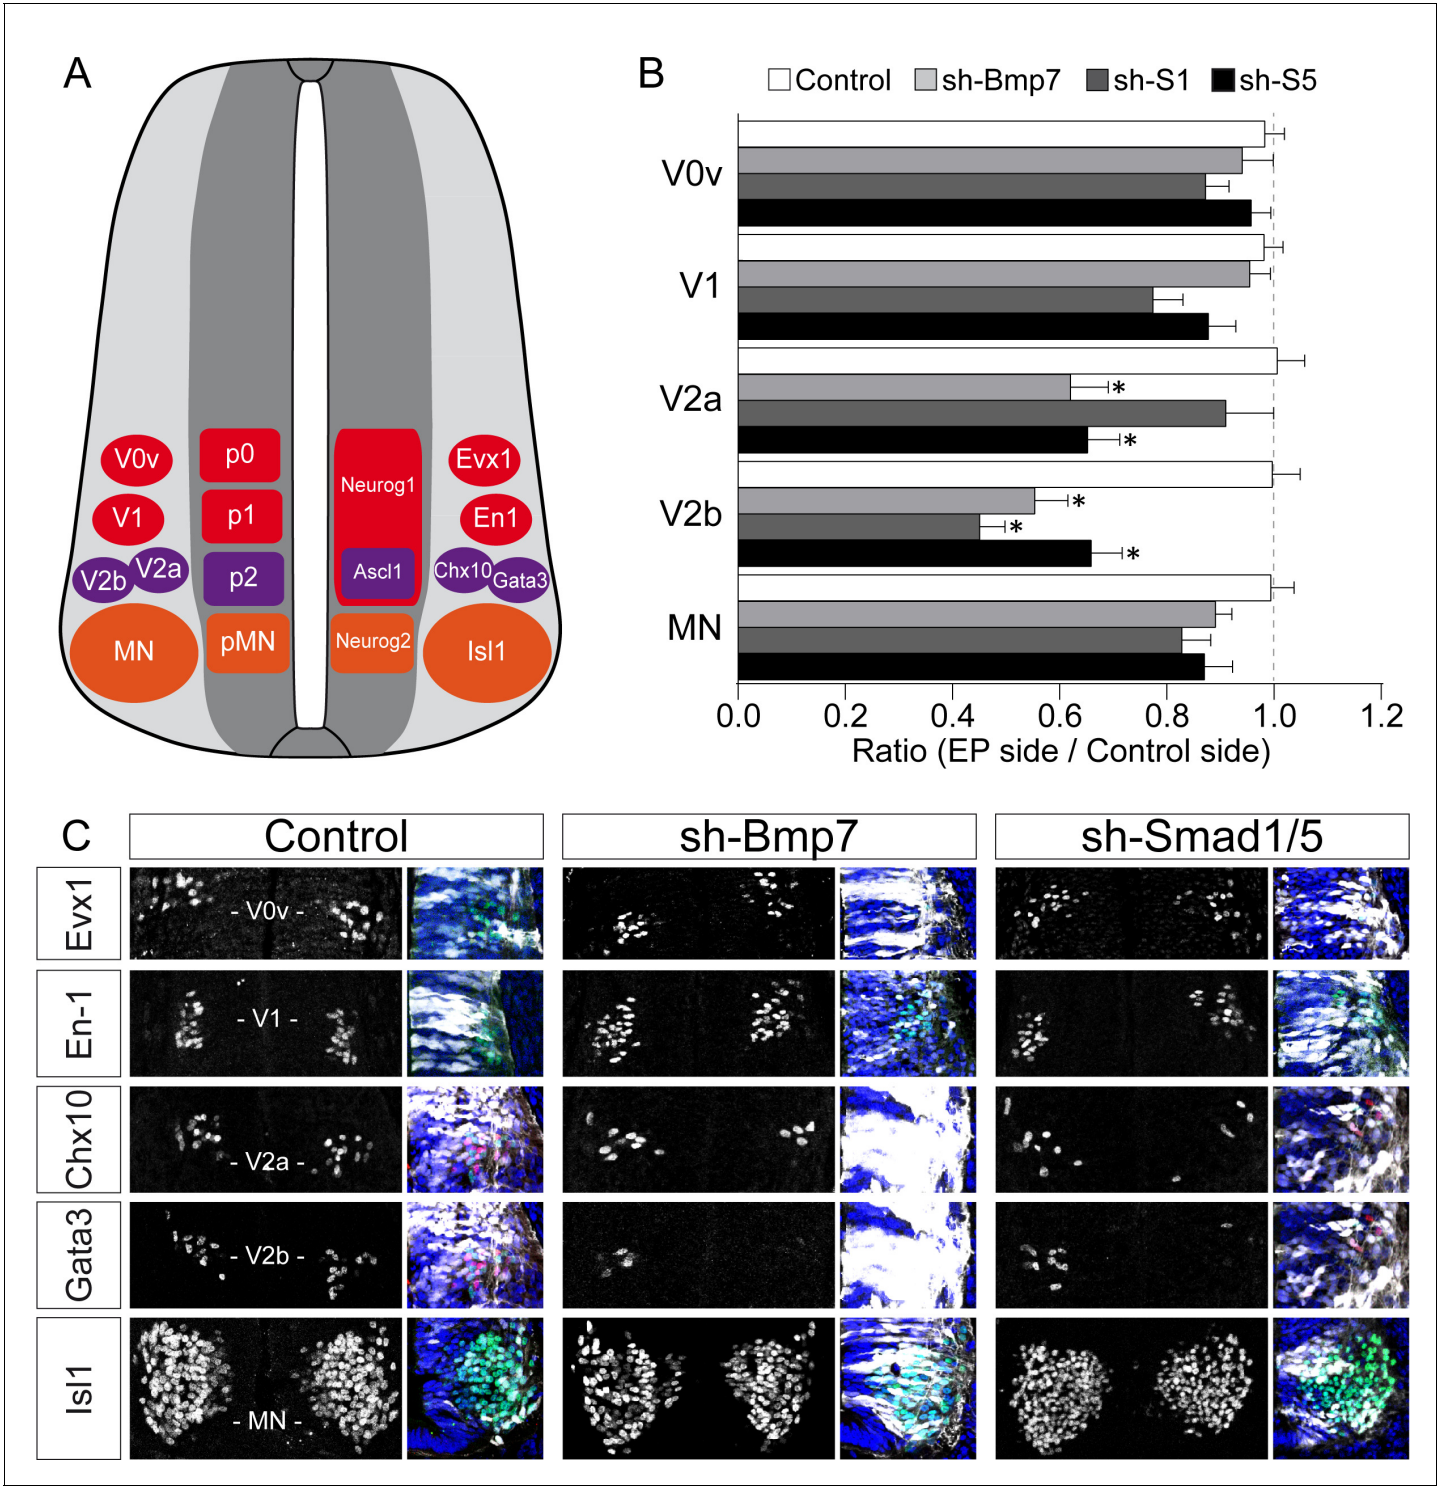 A
V0v p0 Neurog1 Evx1
V1 p1 En1
V2b V2a p2 Ascl1 Chx10 Gata3
MN pMN Neurog2 Isl1
B
Control sh-Bmp7 sh-S1 sh-S5
V0v
V1
V2a
*
*
V2b
*
*
*
MN
0.0 0.2 0.4 0.6 0.8 1.0 1.2
Ratio (EP side / Control side)
C
Control sh-Bmp7 sh-Smad1/5
Evx1
- V0v -
En-1
- V1 -
Chx10
- V2a -
Gata3
- V2b -
Isl1
- MN -